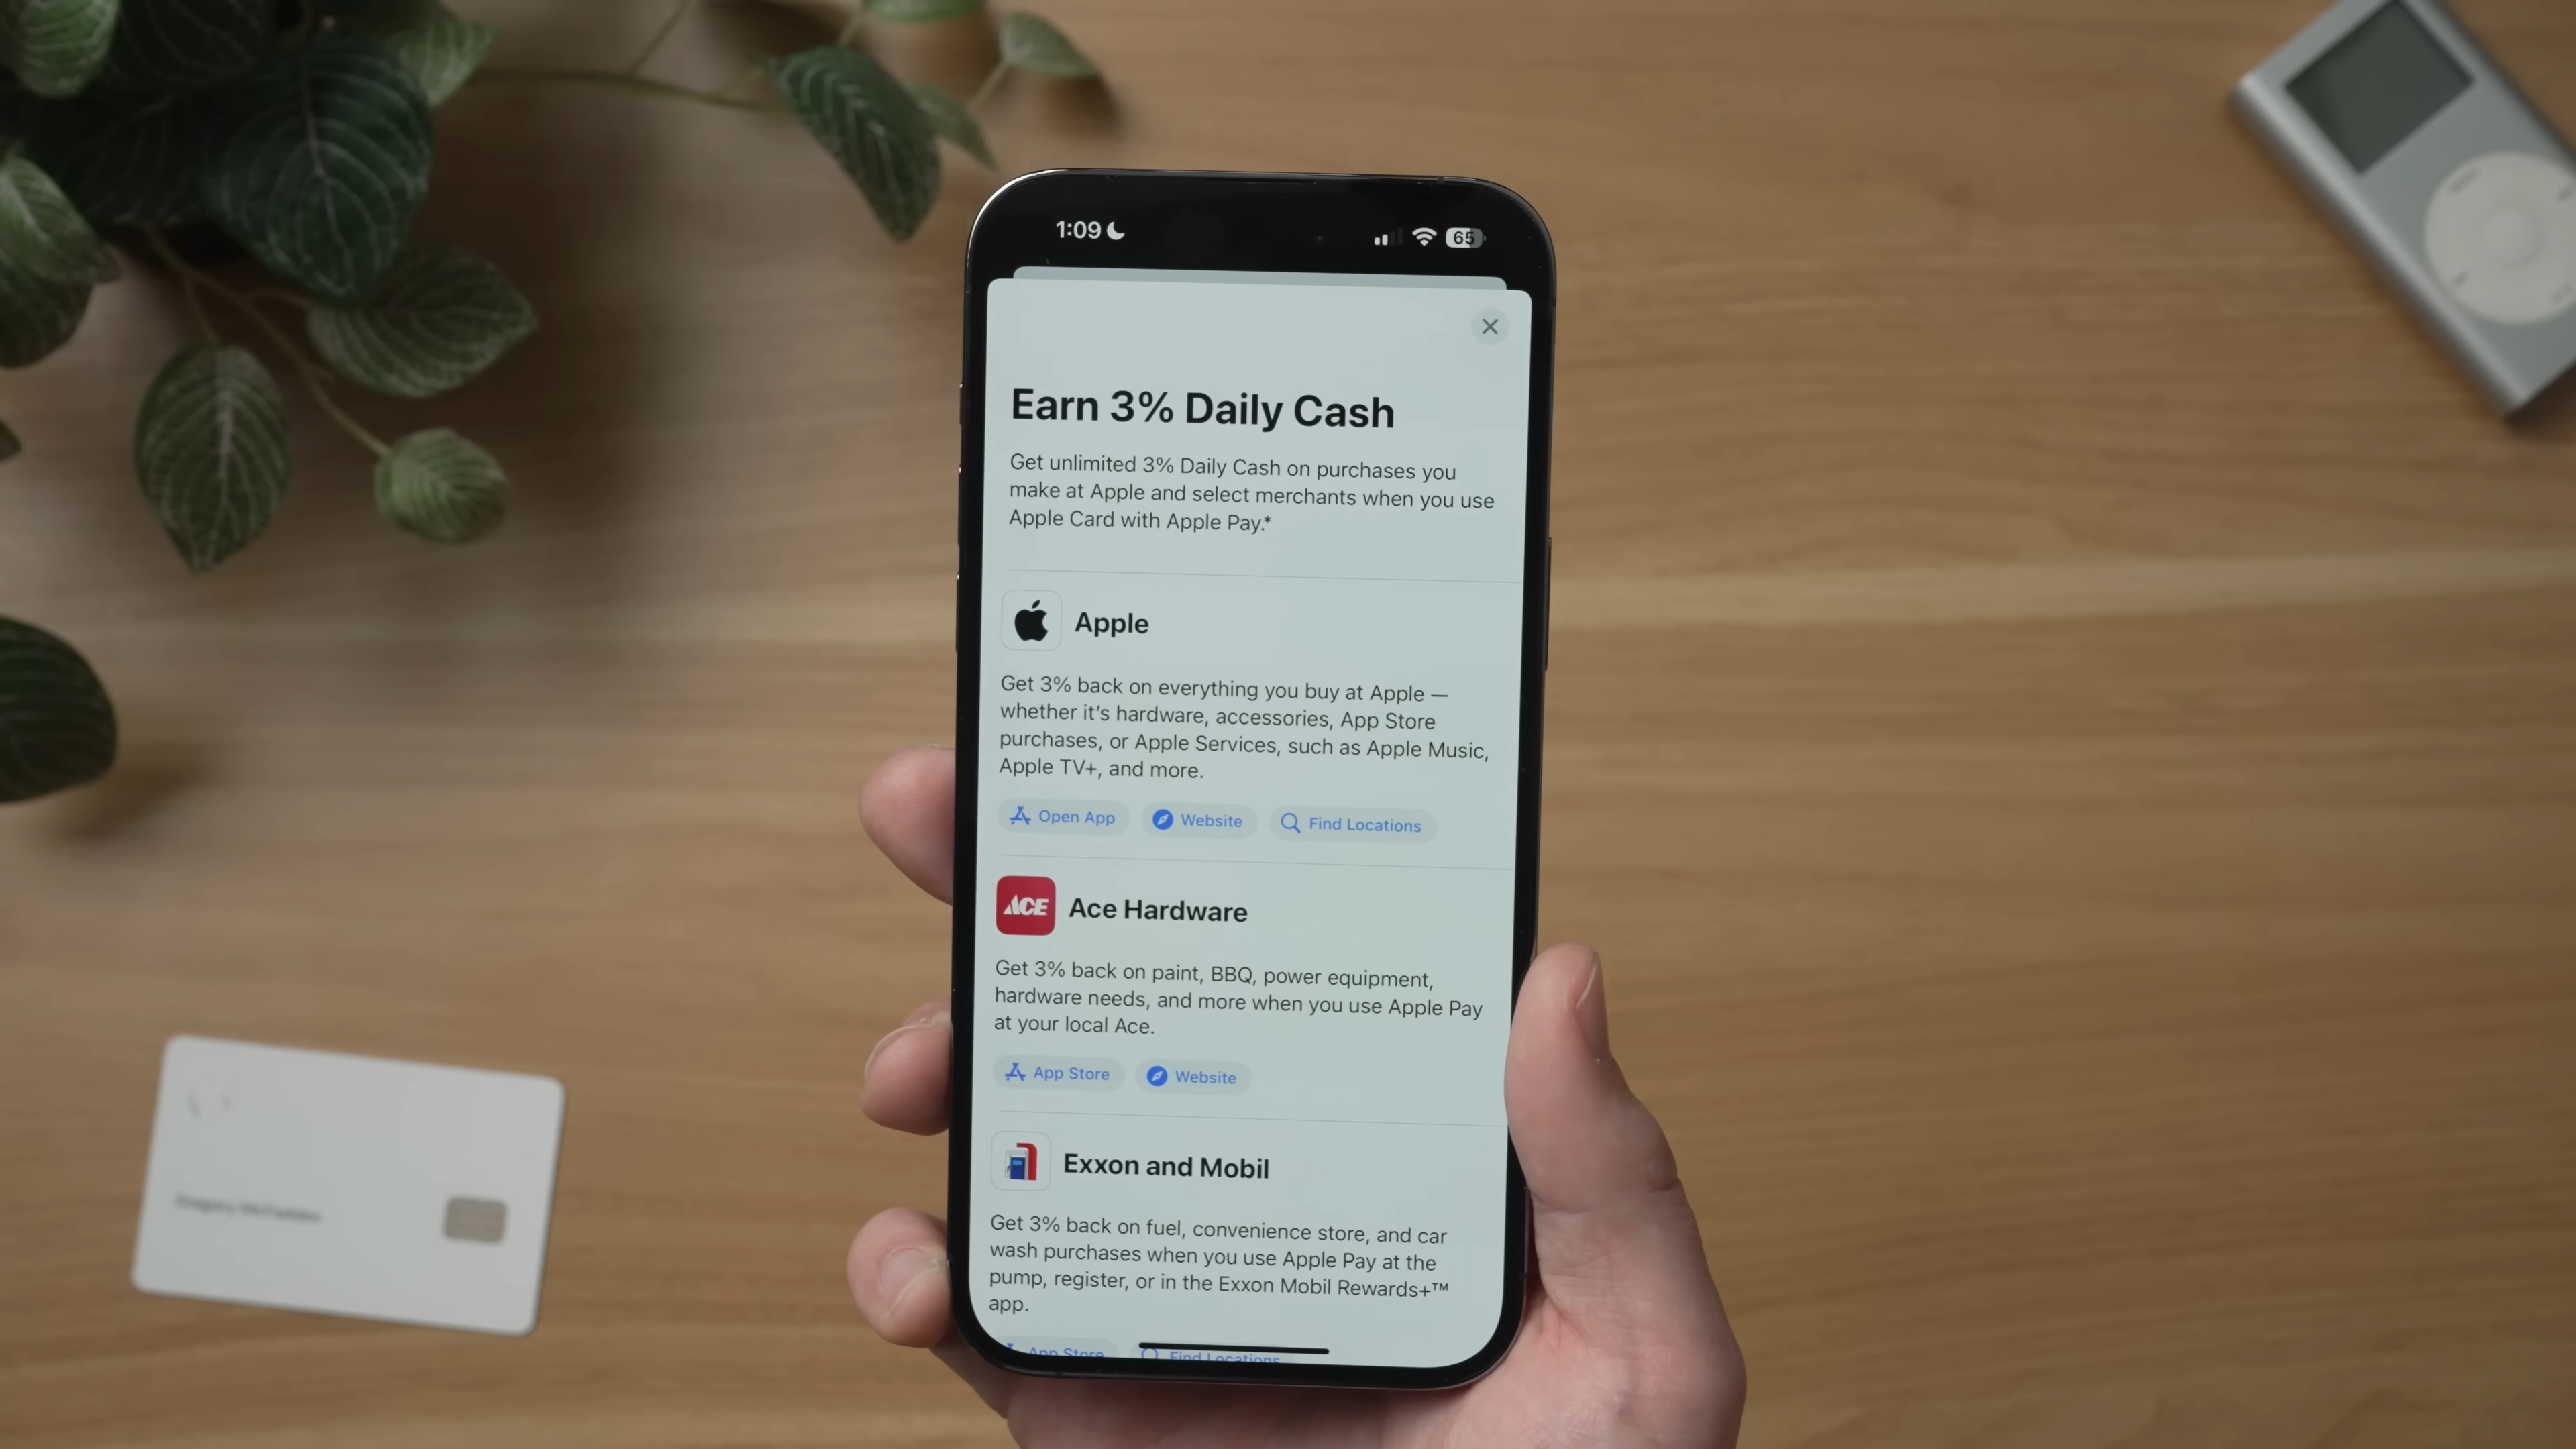 1:09
65
Earn 3% Daily Cash
Get unlimited 3% Daily Cash on purchases you
make at Apple and select merchants when you use
Apple Card with Apple Pay.*
Apple
Get 3% back on everything you buy at Apple —
whether it's hardware, accessories, App Store
purchases, or Apple Services, such as Apple Music,
Apple TV+, and more.
Open App
Website
Find Locations
ACE
Ace Hardware
Get 3% back on paint, BBQ, power equipment,
hardware needs, and more when you use Apple Pay
at your local Ace.
App Store
Website
Exxon and Mobil
Get 3% back on fuel, convenience store, and car
wash purchases when you use Apple Pay at the
pump, register, or in the Exxon Mobil Rewards+™
app.
App Store
Find Locations